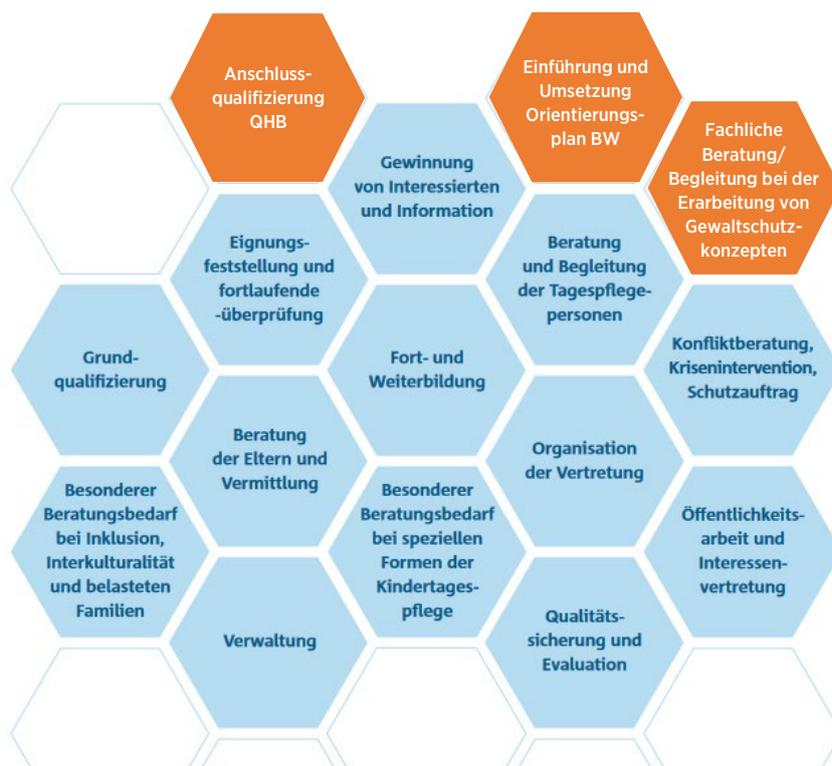 Anschluss-
qualifizierung
QHB
Einführung und
Umsetzung
Orientierungs-
plan BW
Fachliche
Beratung/
Begleitung bei der
Erarbeitung von
Gewaltschutz-
konzepten
Gewinnung
von Interessierten
und Information
Eignungs-
feststellung und
fortlaufende
-überprüfung
Beratung
und Begleitung
der Tagespflege-
personen
Grund-
qualifizierung
Fort- und
Weiterbildung
Konfliktberatung,
Krisenintervention,
Schutzauftrag
Beratung
der Eltern und
Vermittlung
Organisation
der Vertretung
Besonderer
Beratungsbedarf
bei Inklusion,
Interkulturalität
und belasteten
Familien
Besonderer
Beratungsbedarf
bei speziellen
Formen der
Kindertages-
pflege
Öffentlichkeits-
arbeit und
Interessen-
vertretung
Verwaltung
Qualitäts-
sicherung und
Evaluation